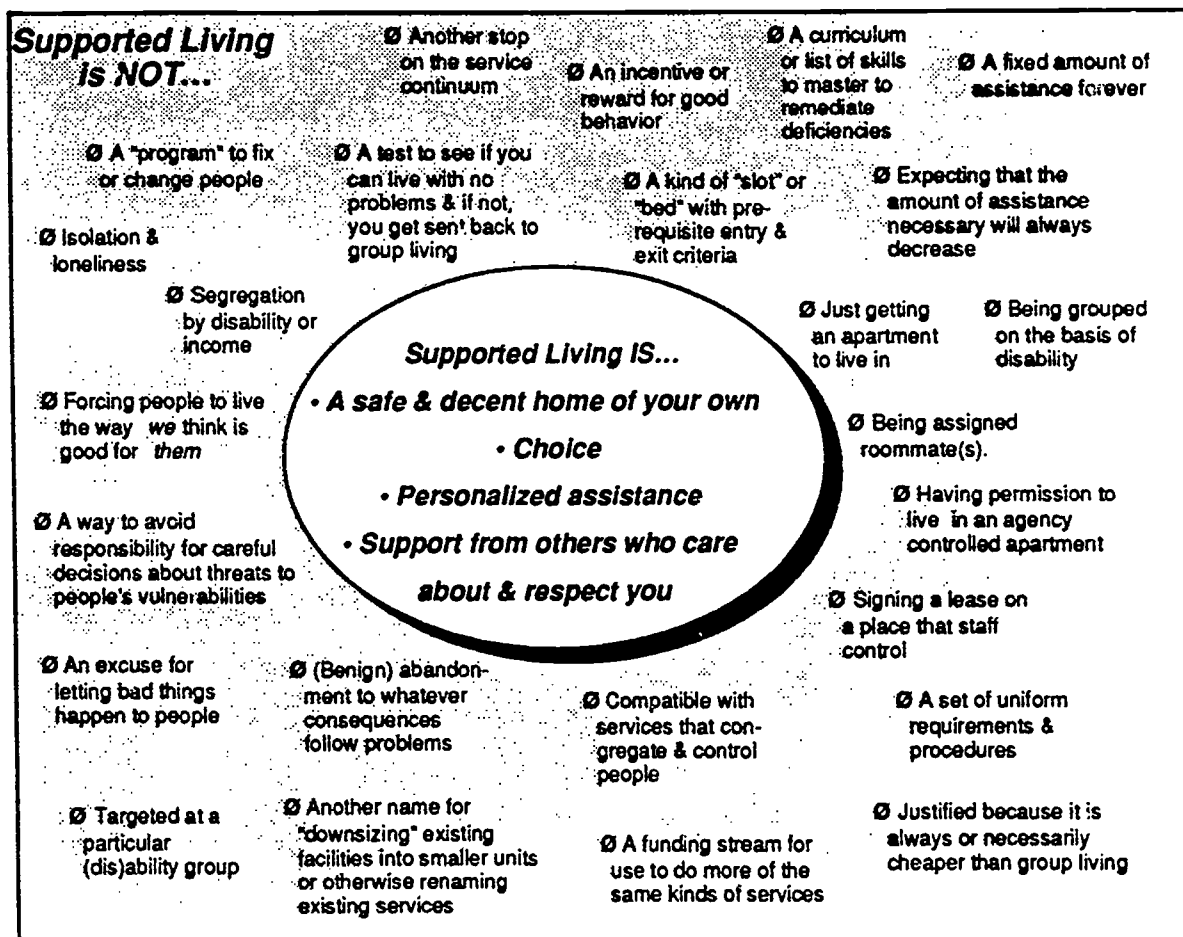 Supported Living
is NOT...
Ø Another stop
on the service
continuum
Ø An incentive or
reward for good
behavior
Ø A curriculum
or list of skills
to master to
remediate
deficiencies
Ø A fixed amount of
assistance forever
Ø A "program" to fix
or change people
Ø A test to see if you
can live with no
problems & if not,
you get sent back to
group living
Ø A kind of "slot" or
"bed" with pre-
requisite entry &
exit criteria
Ø Expecting that the
amount of assistance
necessary will always
decrease
Ø Isolation &
loneliness
Ø Segregation
by disability or
income
Ø Just getting
an apartment
to live in
Ø Being grouped
on the basis of
disability
Supported Living IS...
• A safe & decent home of your own
• Choice
• Personalized assistance
• Support from others who care
about & respect you
Ø Forcing people to live
the way we think is
good for them
Ø Being assigned
roommate(s).
Ø A way to avoid
responsibility for careful
decisions about threats to
people's vulnerabilities
Ø Having permission to
live in an agency
controlled apartment
Ø Signing a lease on
a place that staff
control
Ø An excuse for
letting bad things
happen to people
Ø (Benign) abandon-
ment to whatever
consequences
follow problems
Ø Compatible with
services that con-
gregate & control
people
Ø A set of uniform
requirements &
procedures
Ø Targeted at a
particular
(dis)ability group
Ø Another name for
"downsizing" existing
facilities into smaller units
or otherwise renaming
existing services
Ø A funding stream for
use to do more of the
same kinds of services
Ø Justified because it is
always or necessarily
cheaper than group living